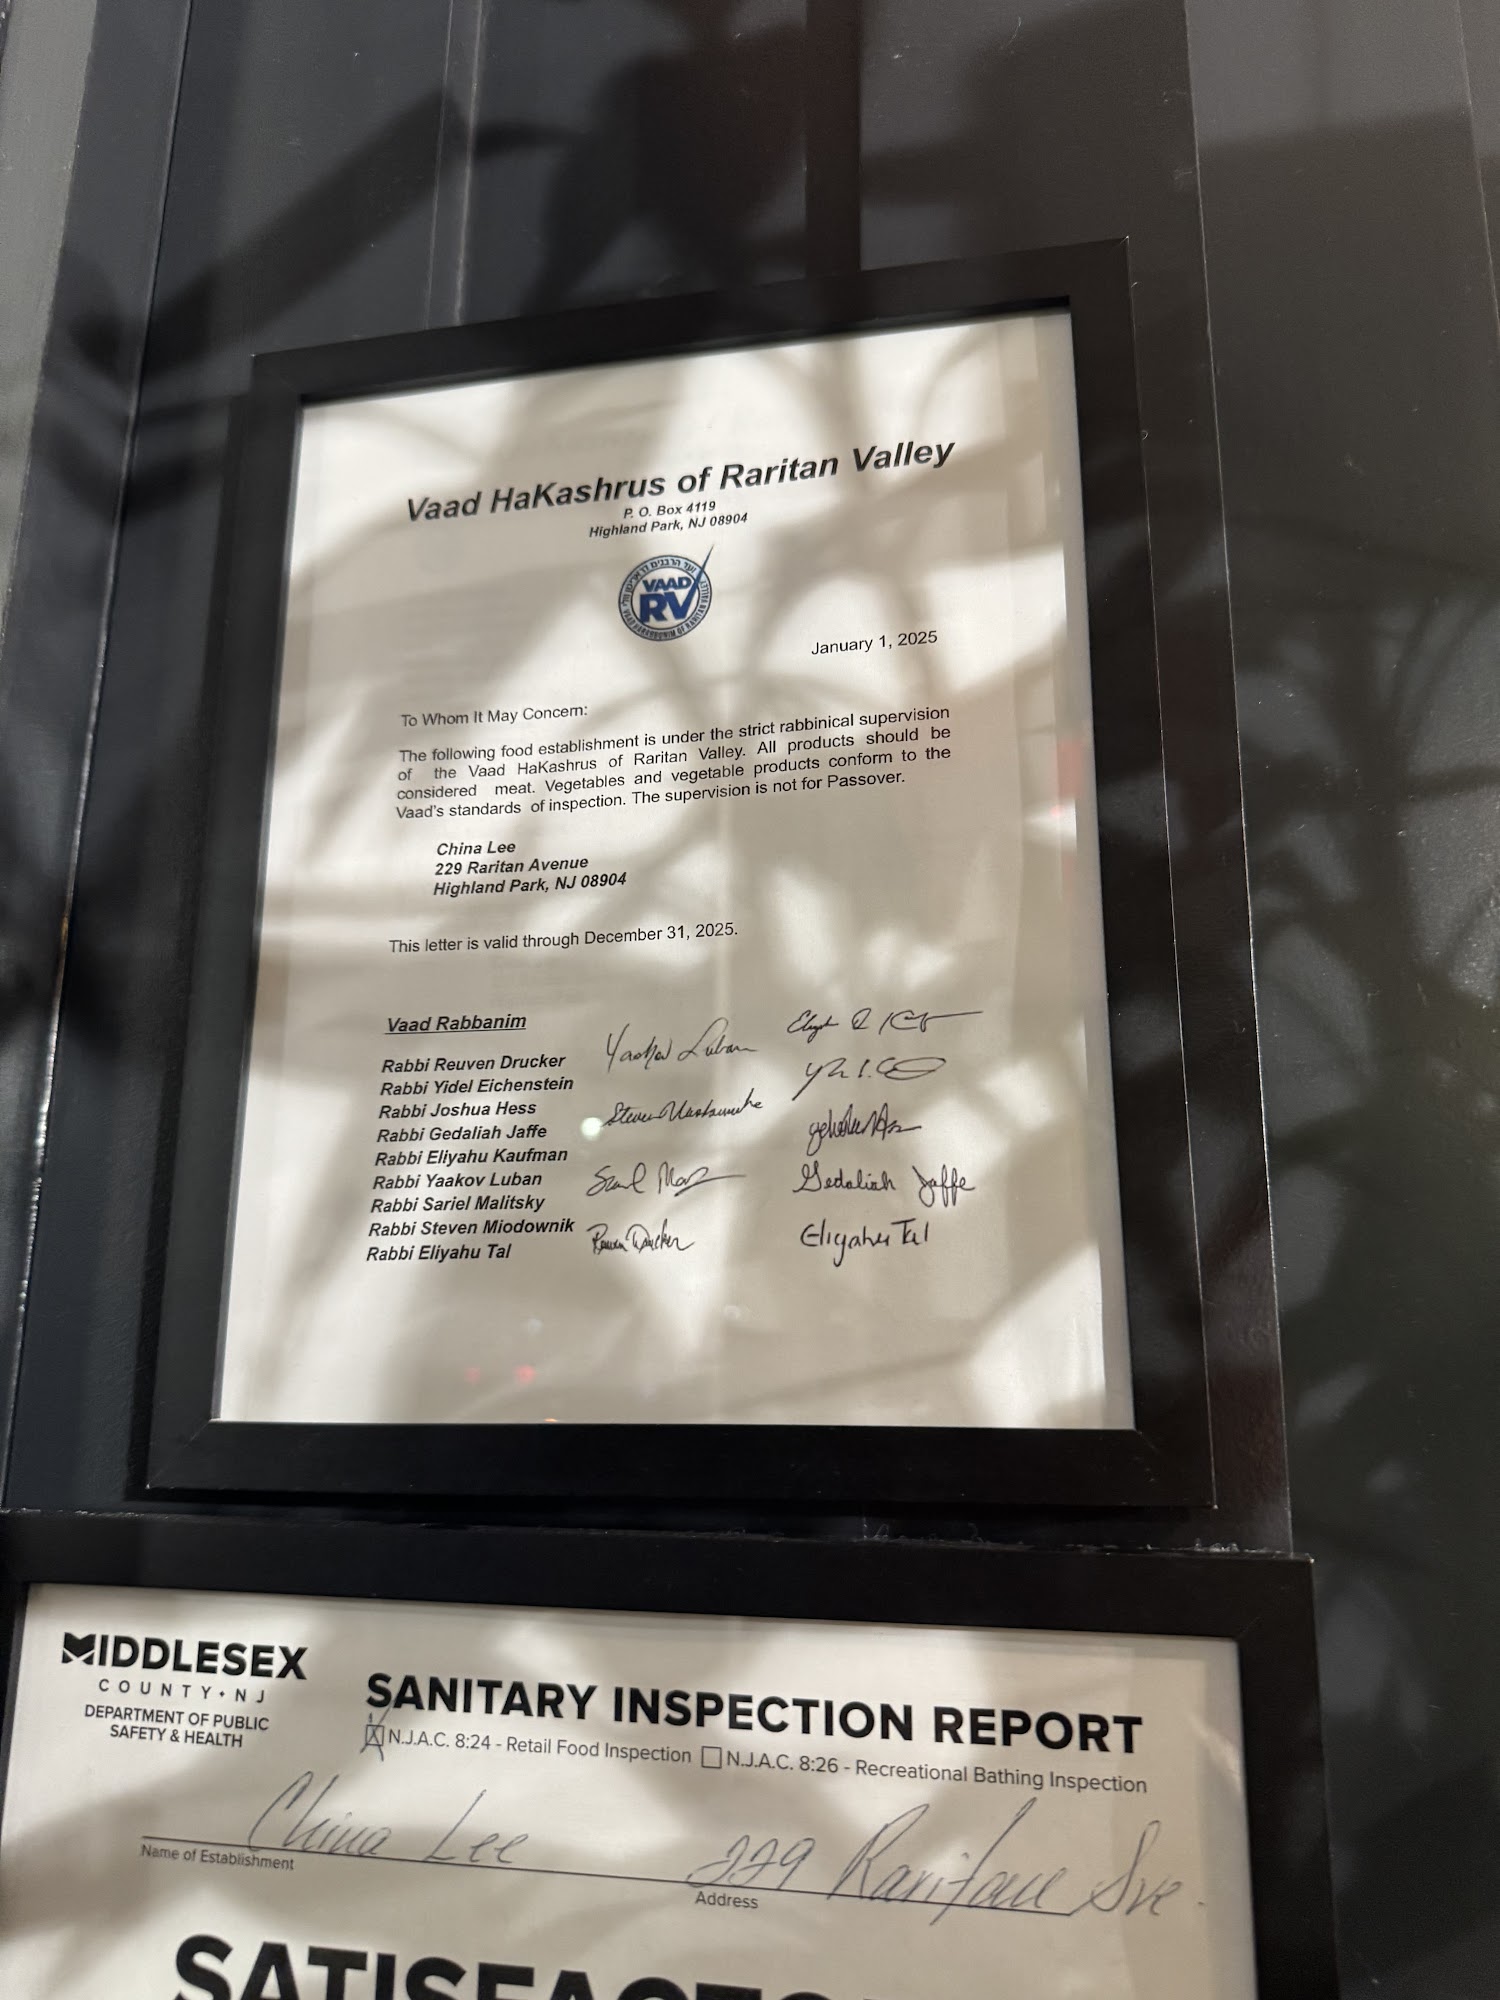 Vaad HaKashrus of Raritan Valley
P. O. Box 4119
Highland Park, NJ 08904
VAAD
RV
January 1, 2025
To Whom It May Concern:
The following food establishment is under the strict rabbinical supervision
of the Vaad HaKashrus of Raritan Valley. All products should be
considered meat. Vegetables and vegetable products conform to the
Vaad's standards of inspection. The supervision is not for Passover.
China Lee
229 Raritan Avenue
Highland Park, NJ 08904
This letter is valid through December 31, 2025.
Vaad Rabbanim
Rabbi Reuven Drucker
Rabbi Yidel Eichenstein
Rabbi Joshua Hess
Rabbi Gedaliah Jaffe
Rabbi Eliyahu Kaufman
Rabbi Yaakov Luban
Rabbi Sariel Malitsky
Rabbi Steven Miodownik
Rabbi Eliyahu Tal
Yaakov Luban
Gedaliah Jaffe
Reuven Drucker
Eliyahu Tal
MIDDLESEX
COUNTY • NJ
DEPARTMENT OF PUBLIC
SAFETY & HEALTH
SANITARY INSPECTION REPORT
N.J.A.C. 8:24 - Retail Food Inspection N.J.A.C. 8:26 - Recreational Bathing Inspection
China Lee 229 Raritan Ave.
Name of Establishment Address